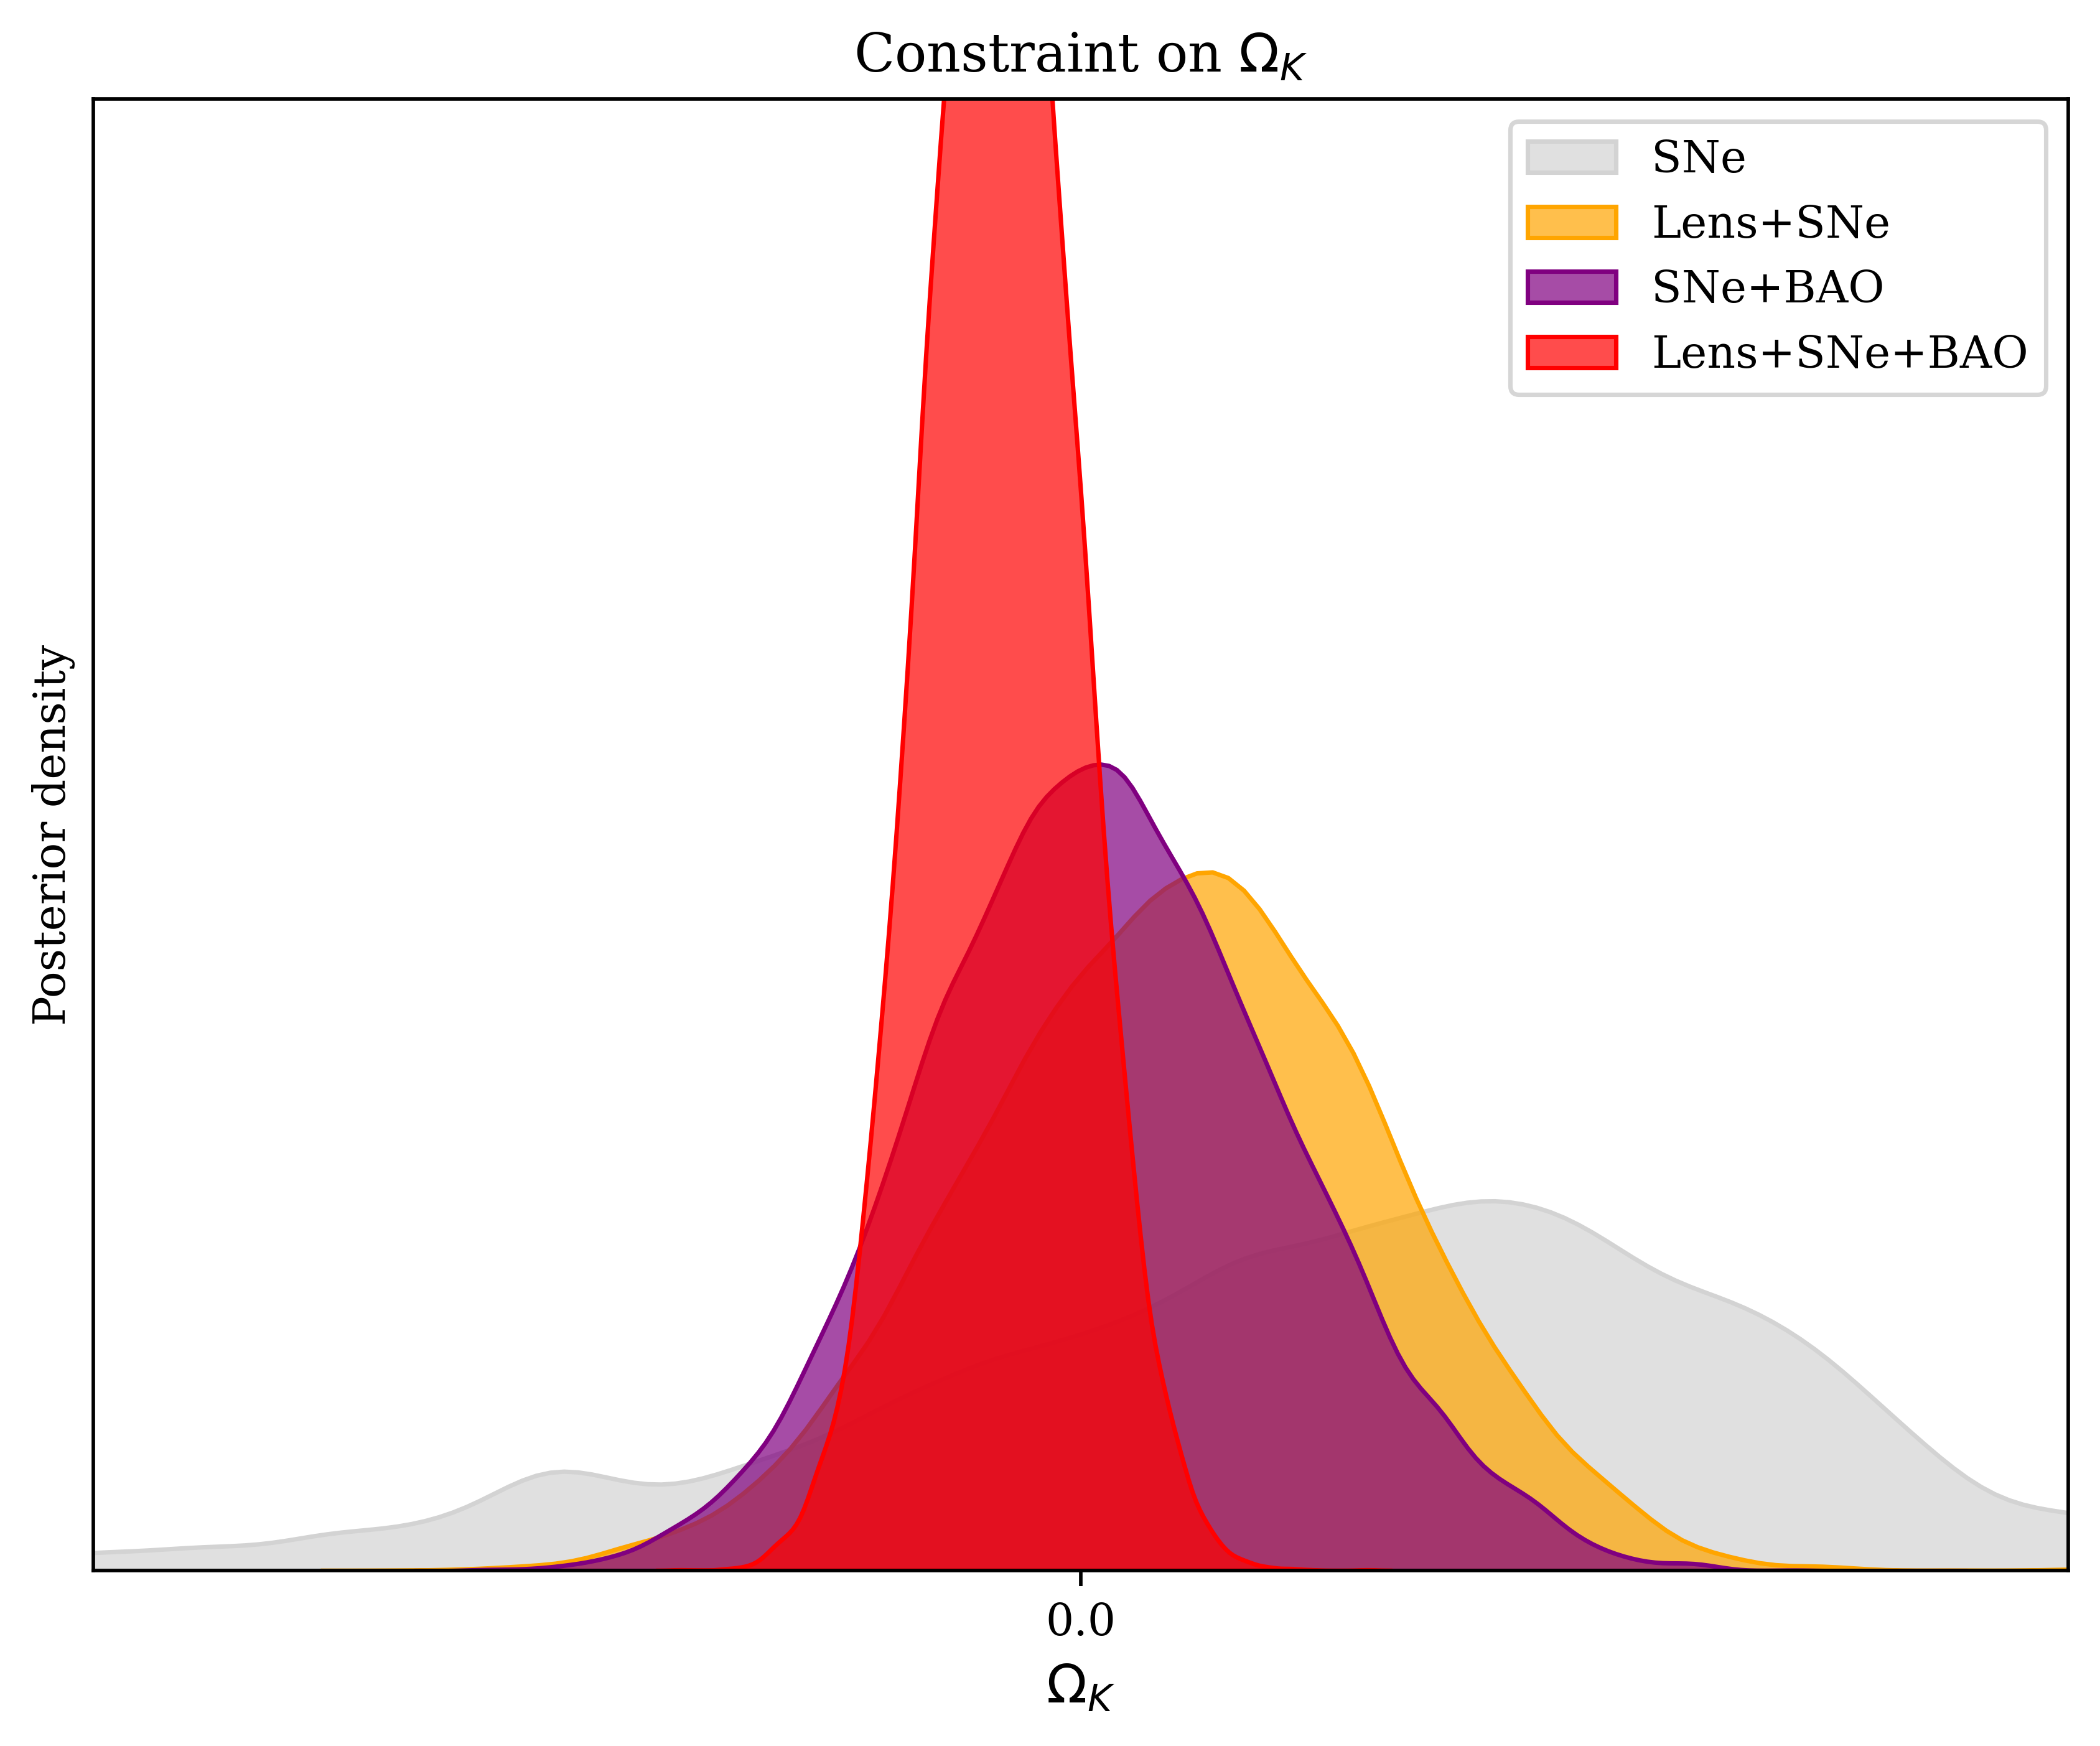 Constraint on Ω_K
SNe
Lens+SNe
SNe+BAO
Lens+SNe+BAO
Posterior density
0.0
Ω_K